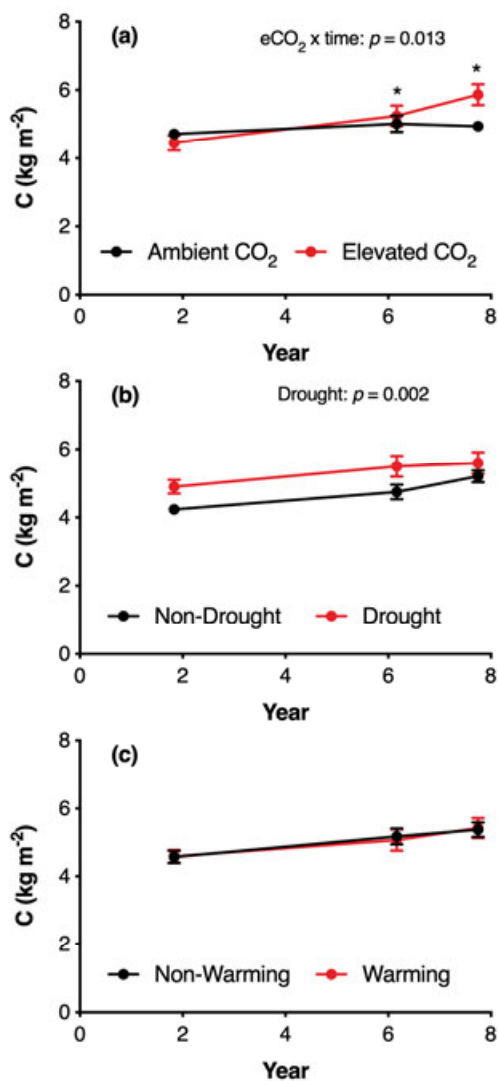 (a)
eCO₂ x time: p = 0.013
*
*
8
6
4
2
0
C (kg m⁻²)
Ambient CO₂ Elevated CO₂
0 2 4 6 8
Year
(b)
Drought: p = 0.002
8
6
4
2
0
C (kg m⁻²)
Non-Drought Drought
0 2 4 6 8
Year
(c)
8
6
4
2
0
C (kg m⁻²)
Non-Warming Warming
0 2 4 6 8
Year